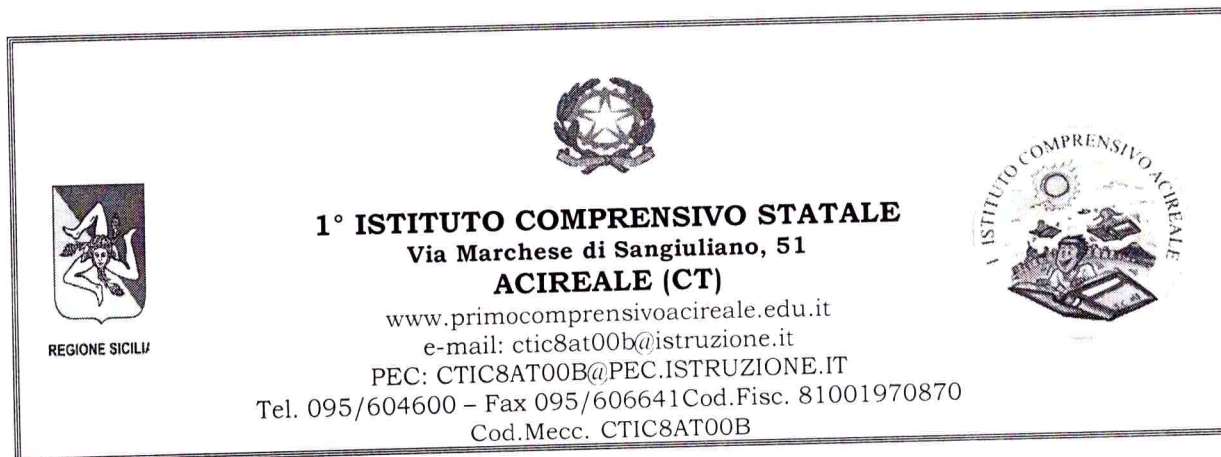 1° ISTITUTO COMPRENSIVO STATALE
Via Marchese di Sangiuliano, 51
ACIREALE (CT)
www.primocomprensivoacireale.edu.it
e-mail: ctic8at00b@istruzione.it
PEC: CTIC8AT00B@PEC.ISTRUZIONE.IT
Tel. 095/604600 – Fax 095/606641Cod.Fisc. 81001970870
Cod.Mecc. CTIC8AT00B
REGIONE SICILIA
I ISTITUTO COMPRENSIVO ACIREALE